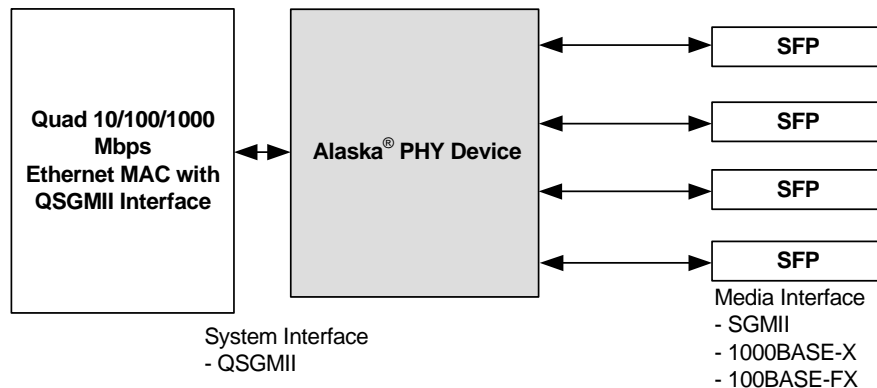 Quad 10/100/1000
Mbps
Ethernet MAC with
QSGMII Interface
Alaska® PHY Device
SFP
SFP
SFP
SFP
System Interface
- QSGMII
Media Interface
- SGMII
- 1000BASE-X
- 100BASE-FX